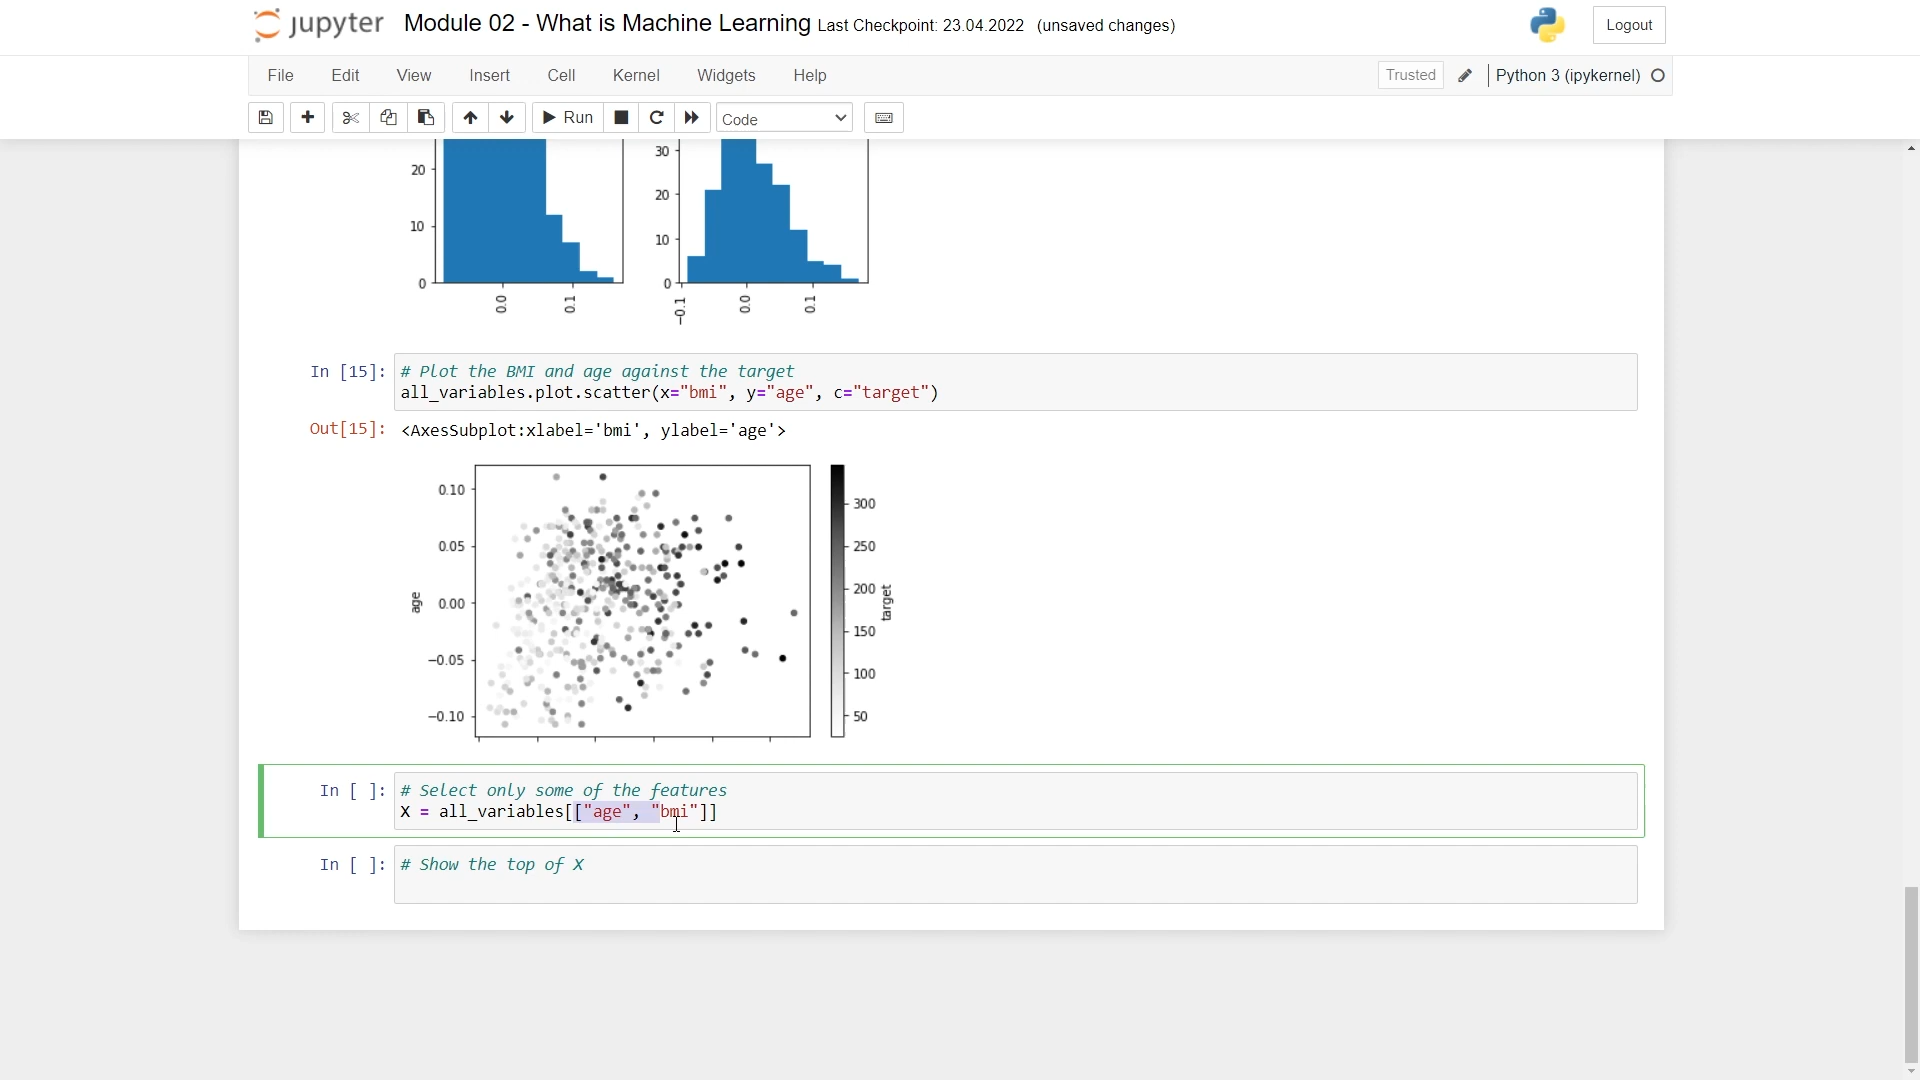 jupyter Module 02 - What is Machine Learning Last Checkpoint: 23.04.2022 (unsaved changes) Logout
File Edit View Insert Cell Kernel Widgets Help Trusted Python 3 (ipykernel)
Run Code
20 30
20
10 10
0 0
0.0 0.1 −0.1 0.0 0.1
In [15]: # Plot the BMI and age against the target
all_variables.plot.scatter(x="bmi", y="age", c="target")
Out[15]: <AxesSubplot:xlabel='bmi', ylabel='age'>
0.10 300
0.05 250
age 0.00 200 target
150
−0.05 100
−0.10 50
In [ ]: # Select only some of the features
X = all_variables[["age", "bmi"]]
In [ ]: # Show the top of X